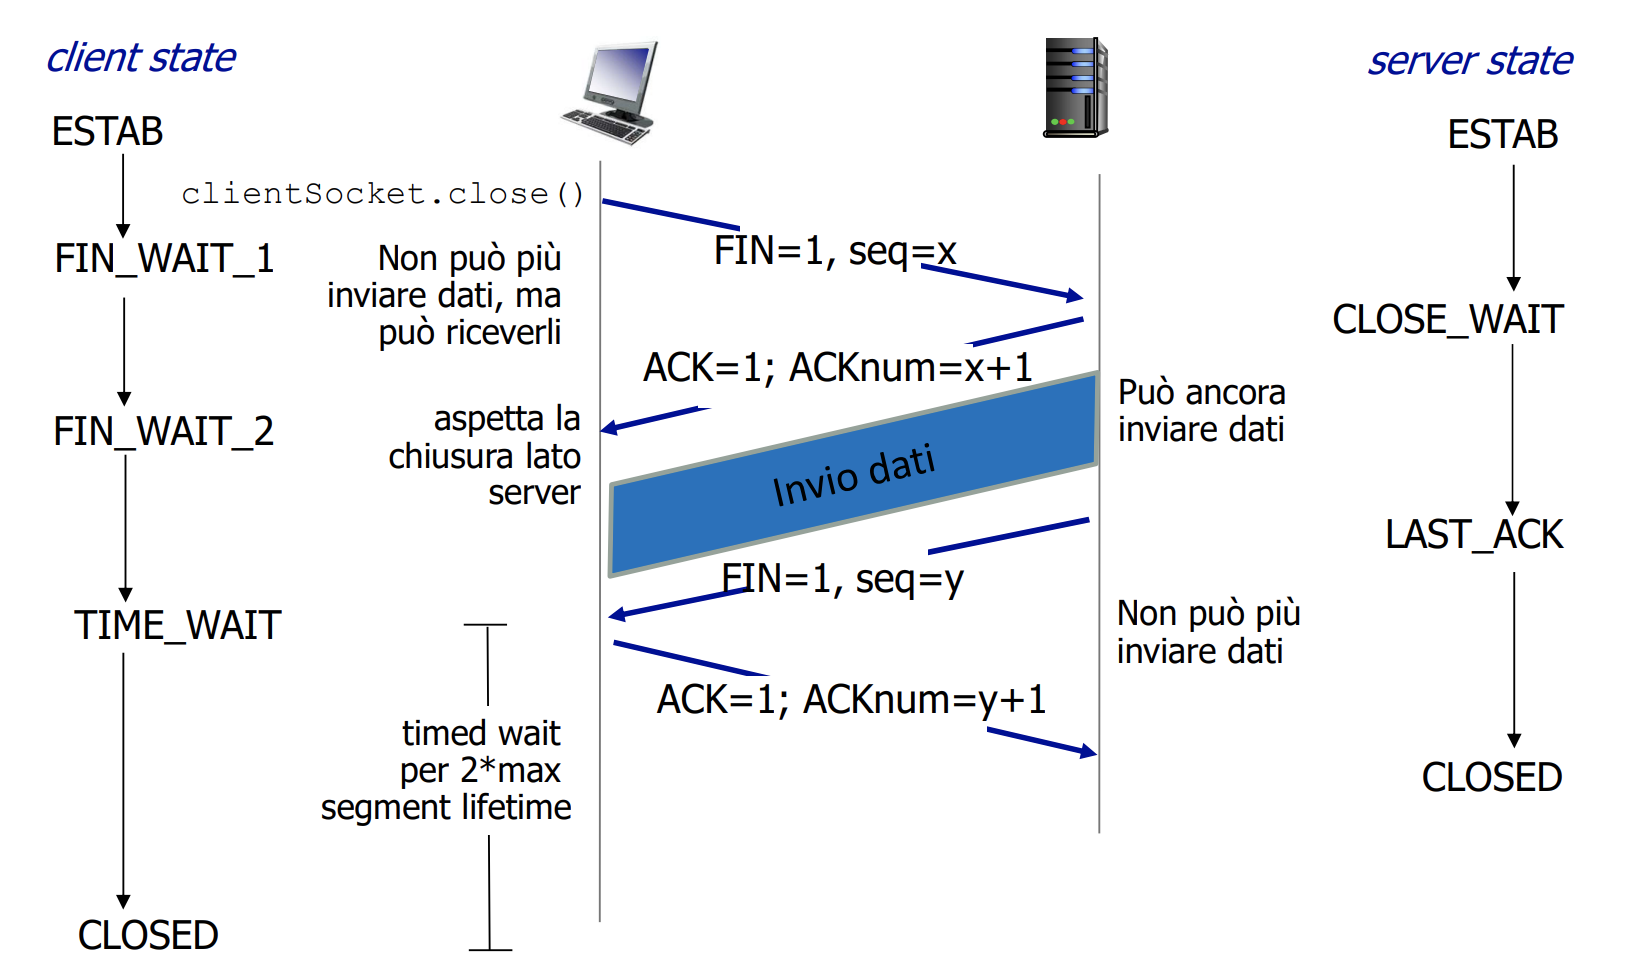 client state
server state
ESTAB
ESTAB
clientSocket.close()
FIN_WAIT_1
Non può più
inviare dati, ma
può riceverli
FIN=1, seq=x
CLOSE_WAIT
ACK=1; ACKnum=x+1
Può ancora
inviare dati
FIN_WAIT_2
aspetta la
chiusura lato
server
Invio dati
LAST_ACK
FIN=1, seq=y
TIME_WAIT
Non può più
inviare dati
ACK=1; ACKnum=y+1
timed wait
per 2*max
segment lifetime
CLOSED
CLOSED